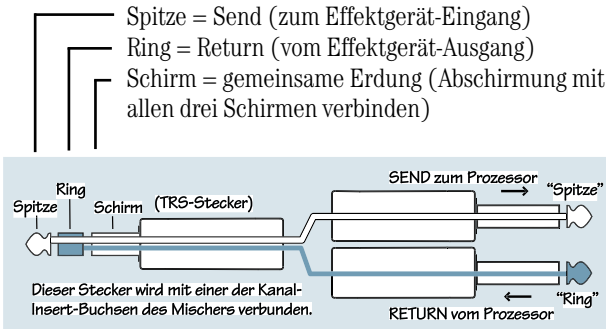 Spitze = Send (zum Effektgerät-Eingang)
Ring = Return (vom Effektgerät-Ausgang)
Schirm = gemeinsame Erdung (Abschirmung mit
allen drei Schirmen verbinden)
SEND zum Prozessor
"Spitze"
Ring
Spitze
Schirm
(TRS-Stecker)
Dieser Stecker wird mit einer der Kanal-
Insert-Buchsen des Mischers verbunden.
"Ring"
RETURN vom Prozessor